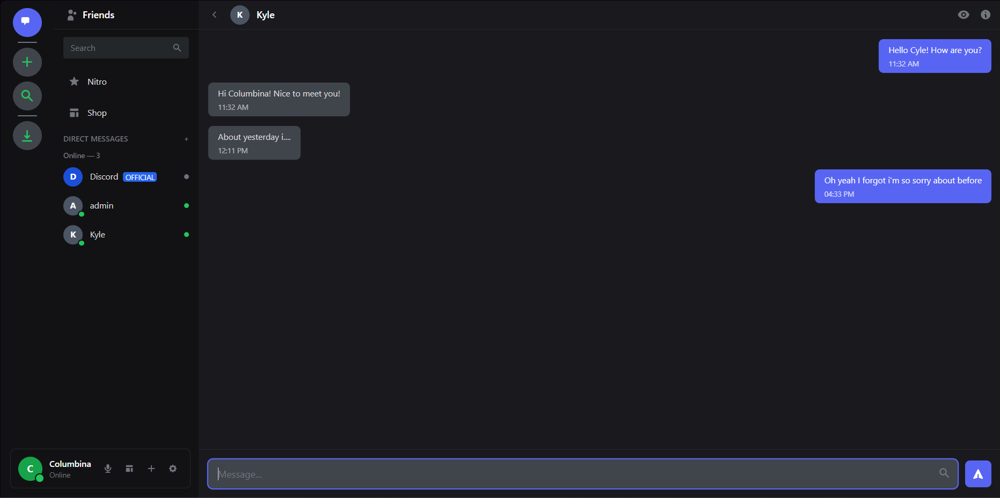 Friends
Search
Nitro
Shop
DIRECT MESSAGES +
Online — 3
D Discord OFFICIAL
A admin
K Kyle
C Columbina
Online
K Kyle
Hello Cyle! How are you?
11:32 AM
Hi Columbina! Nice to meet you!
11:32 AM
About yesterday i....
12:11 PM
Oh yeah I forgot i'm so sorry about before
04:33 PM
Message...